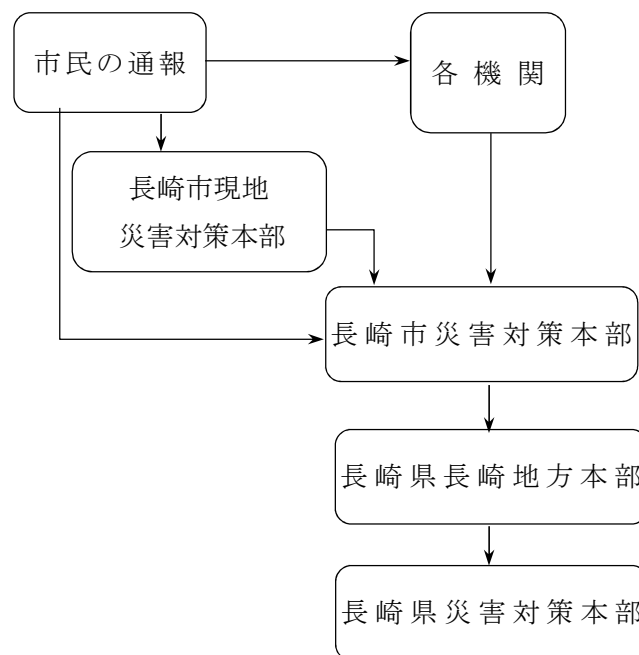 市民の通報
各機関
長崎市現地
災害対策本部
長崎市災害対策本部
長崎県長崎地方本部
長崎県災害対策本部